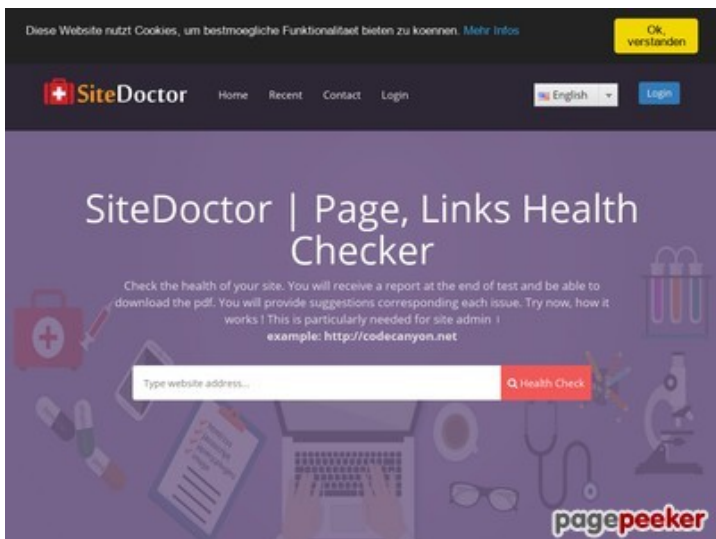 Diese Website nutzt Cookies, um bestmoegliche Funktionalitaet bieten zu koennen. Mehr Infos
Ok,
verstanden
SiteDoctor
Home
Recent
Contact
Login
English
Login
SiteDoctor | Page, Links Health
Checker
Check the health of your site. You will receive a report at the end of test and be able to
download the pdf. You will provide suggestions corresponding each issue. Try now, how it
works ! This is particularly needed for site admin !
example: http://codecanyon.net
Type website address...
Health Check
pagepeeker